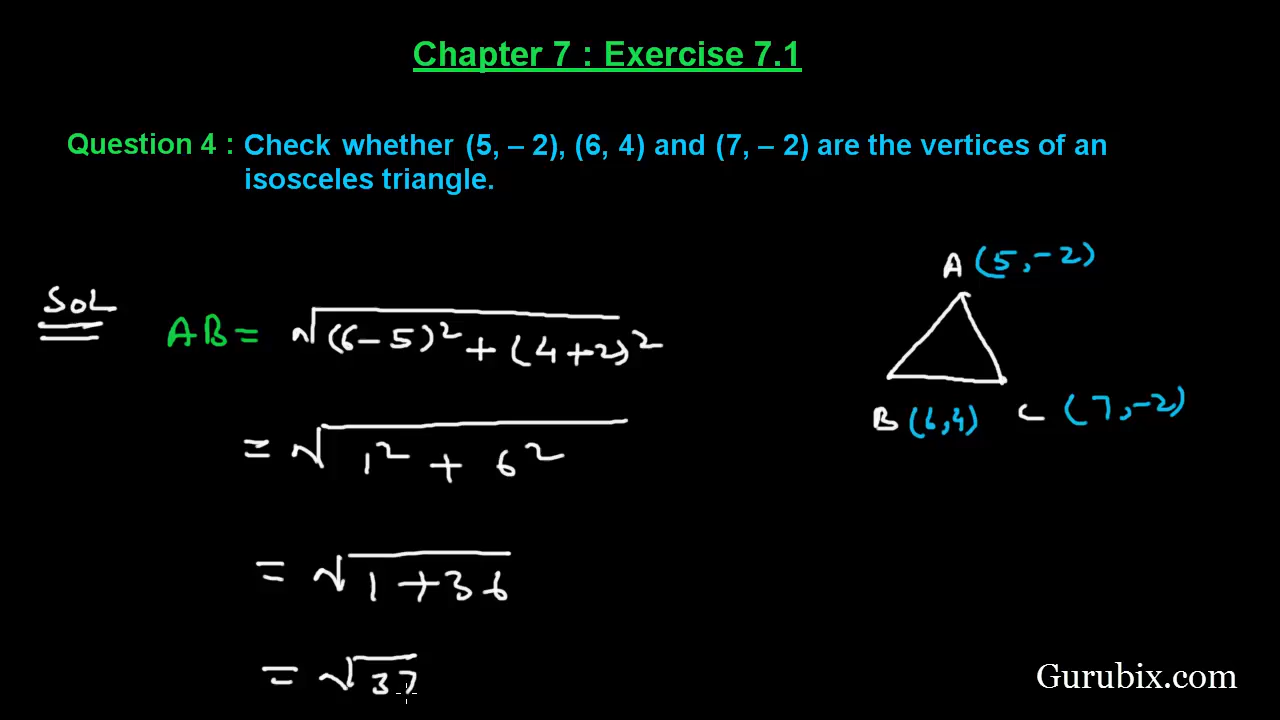 Chapter 7 : Exercise 7.1
Question 4 : Check whether (5, – 2), (6, 4) and (7, – 2) are the vertices of an
isosceles triangle.
A (5, -2)
SOL
AB = √(6-5)² + (4+2)²
B (6,4) C (7,-2)
= √1² + 6²
= √1+36
= √37
Gurubix.com